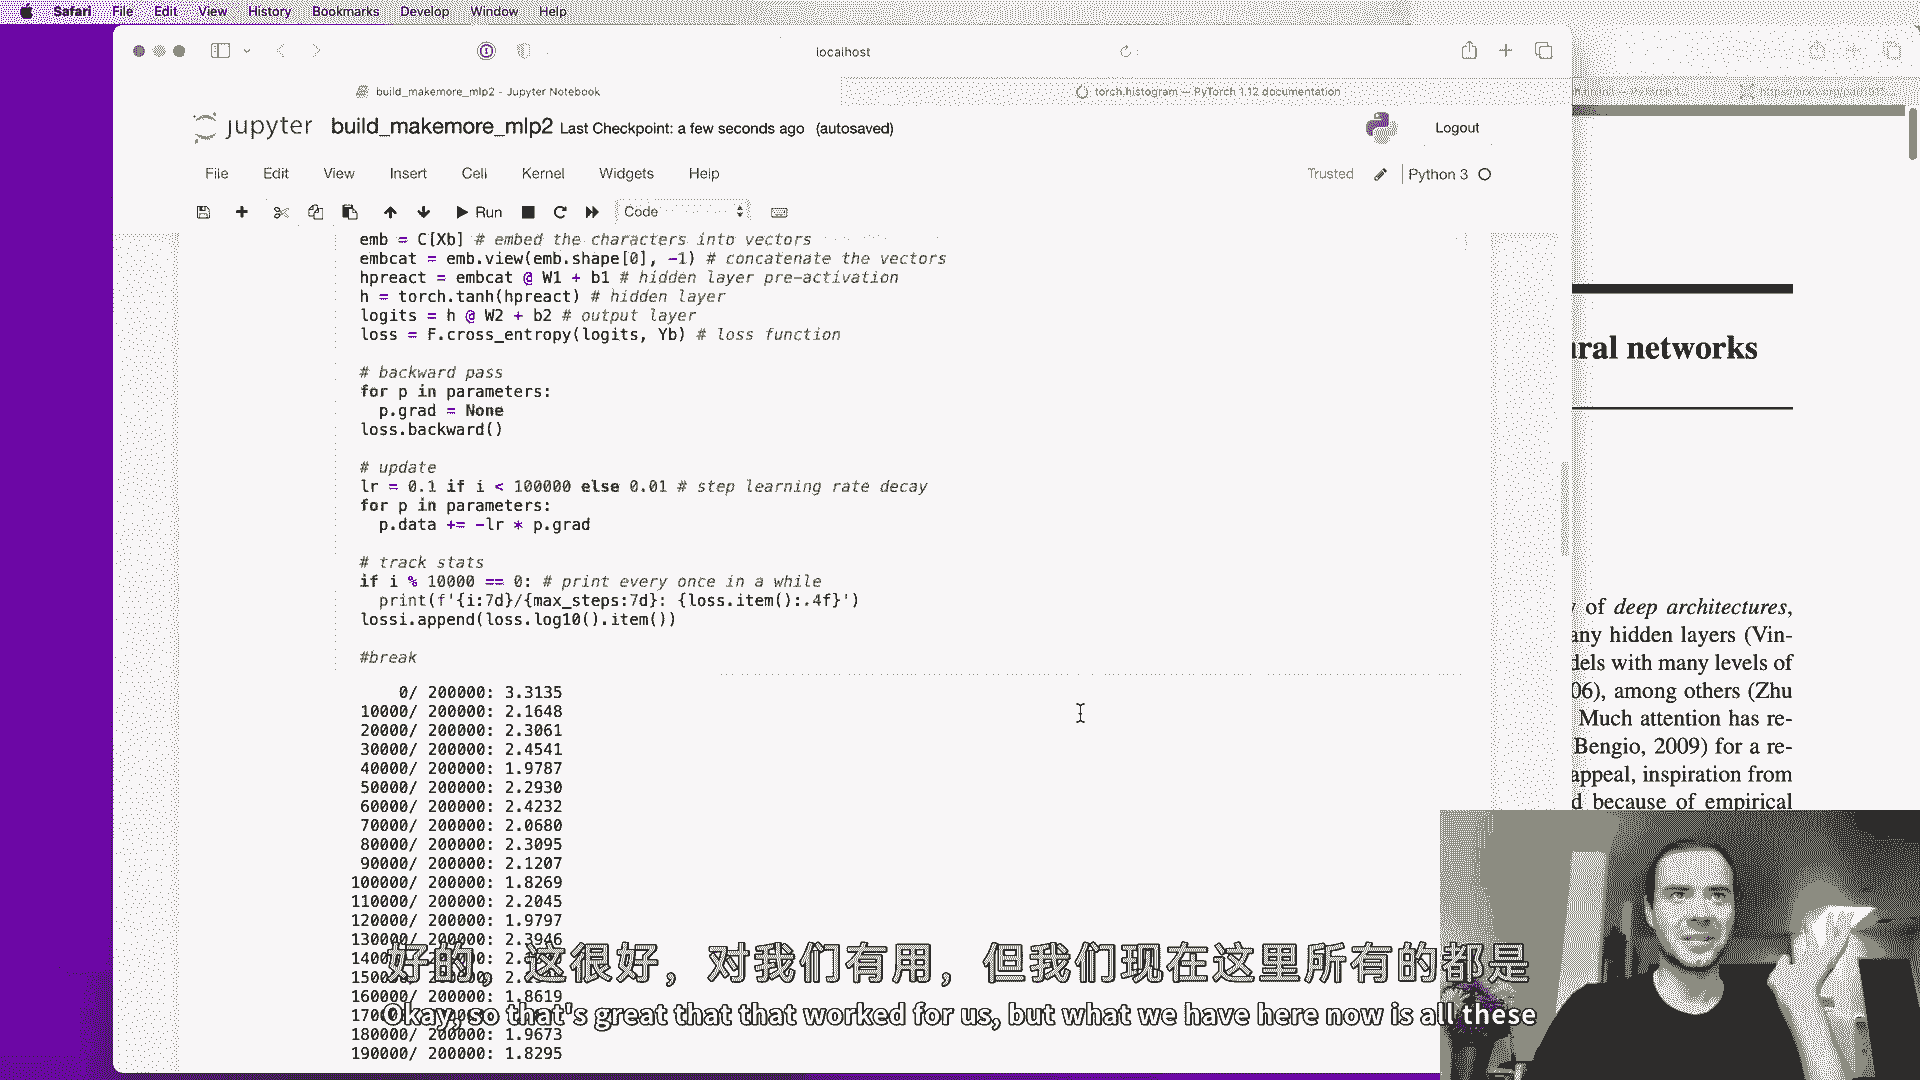 Safari File Edit View History Bookmarks Develop Window Help
localhost
build_makemore_mlp2 - Jupyter Notebook
torch.histogram — PyTorch 1.12 documentation
jupyter build_makemore_mlp2 Last Checkpoint: a few seconds ago (autosaved)
Logout
File Edit View Insert Cell Kernel Widgets Help
Trusted Python 3
Run Code
emb = C[Xb] # embed the characters into vectors
embcat = emb.view(emb.shape[0], -1) # concatenate the vectors
hpreact = embcat @ W1 + b1 # hidden layer pre-activation
h = torch.tanh(hpreact) # hidden layer
logits = h @ W2 + b2 # output layer
loss = F.cross_entropy(logits, Yb) # loss function
# backward pass
for p in parameters:
p.grad = None
loss.backward()
# update
lr = 0.1 if i < 100000 else 0.01 # step learning rate decay
for p in parameters:
p.data += -lr * p.grad
# track stats
if i % 10000 == 0: # print every once in a while
print(f'{i:7d}/{max_steps:7d}: {loss.item():.4f}')
lossi.append(loss.log10().item())
#break
0/ 200000: 3.3135
10000/ 200000: 2.1648
20000/ 200000: 2.3061
30000/ 200000: 2.4541
40000/ 200000: 1.9787
50000/ 200000: 2.2930
60000/ 200000: 2.4232
70000/ 200000: 2.0680
80000/ 200000: 2.3095
90000/ 200000: 2.1207
100000/ 200000: 1.8269
110000/ 200000: 2.2045
120000/ 200000: 1.9797
130000/ 200000: 2.3946
160000/ 200000: 1.8619
180000/ 200000: 1.9673
190000/ 200000: 1.8295
ral networks
of deep architectures,
any hidden layers (Vin-
dels with many levels of
06), among others (Zhu
Much attention has re-
Bengio, 2009) for a re-
appeal, inspiration from
d because of empirical
好的，这很好，对我们有用，但我们现在这里所有的都是
Okay, so that's great that that worked for us, but what we have here now is all these